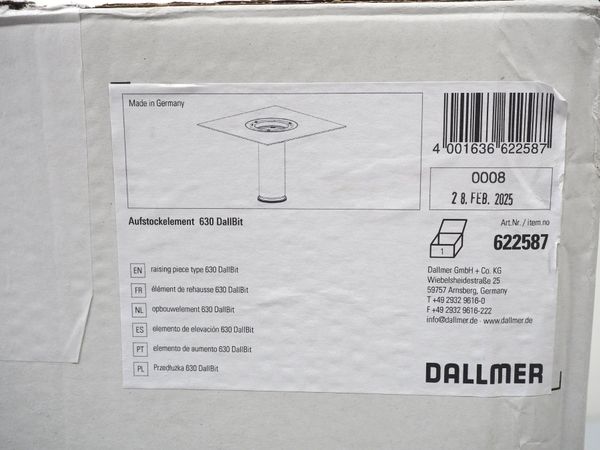 Made in Germany
4 001636 622587
0008
28. FEB. 2025
Aufstockelement 630 DallBit
Art.Nr. / item.no
1
622587
EN raising piece type 630 DallBit
FR élément de rehausse 630 DallBit
NL opbouwelement 630 DallBit
ES elemento de elevación 630 DallBit
PT elemento de aumento 630 DallBit
PL Przedłużka 630 DallBit
Dallmer GmbH + Co. KG
Wiebelsheidestraße 25
59757 Arnsberg, Germany
T +49 2932 9616-0
F +49 2932 9616-222
info@dallmer.de · www.dallmer.de
DALLMER